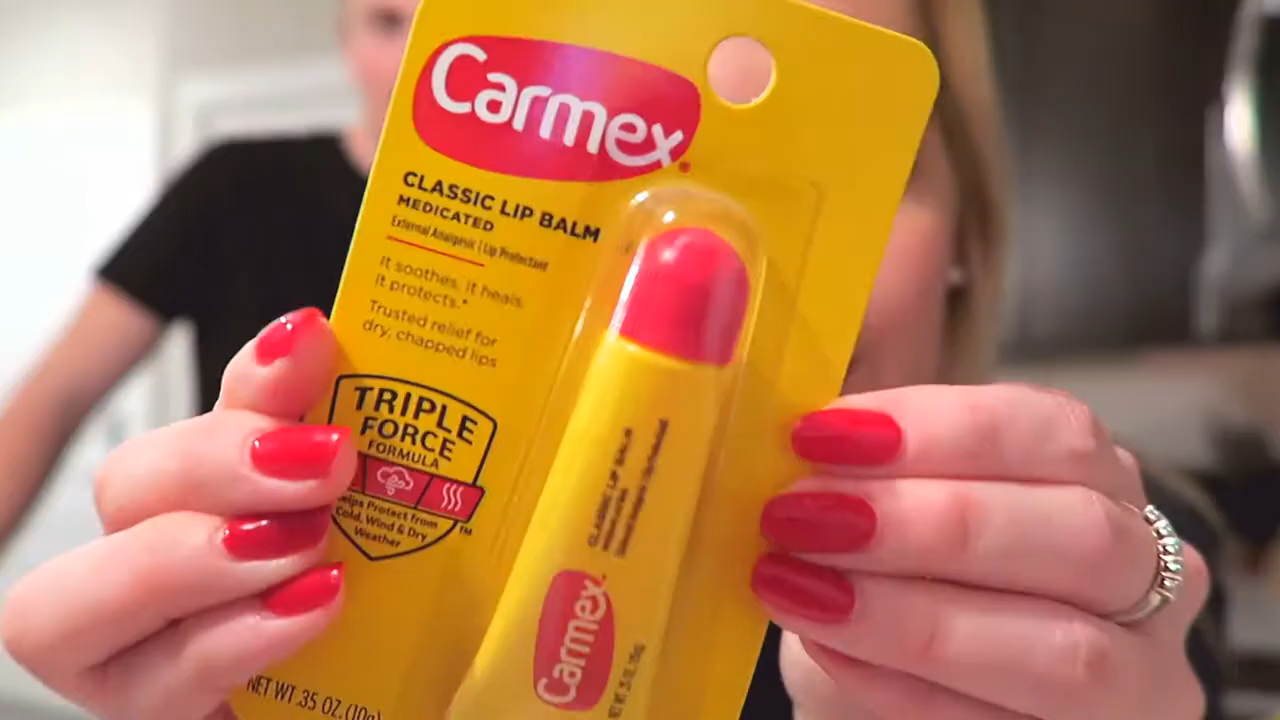 Carmex
CLASSIC LIP BALM
MEDICATED
External Analgesic | Lip Protectant
It soothes. It heals.
It protects.*
Trusted relief for
dry, chapped lips
TRIPLE
FORCE
FORMULA
Helps Protect from
Cold, Wind & Dry
Weather
TM
NET WT .35 OZ. (10g)
CLASSIC LIP BALM
Carmex